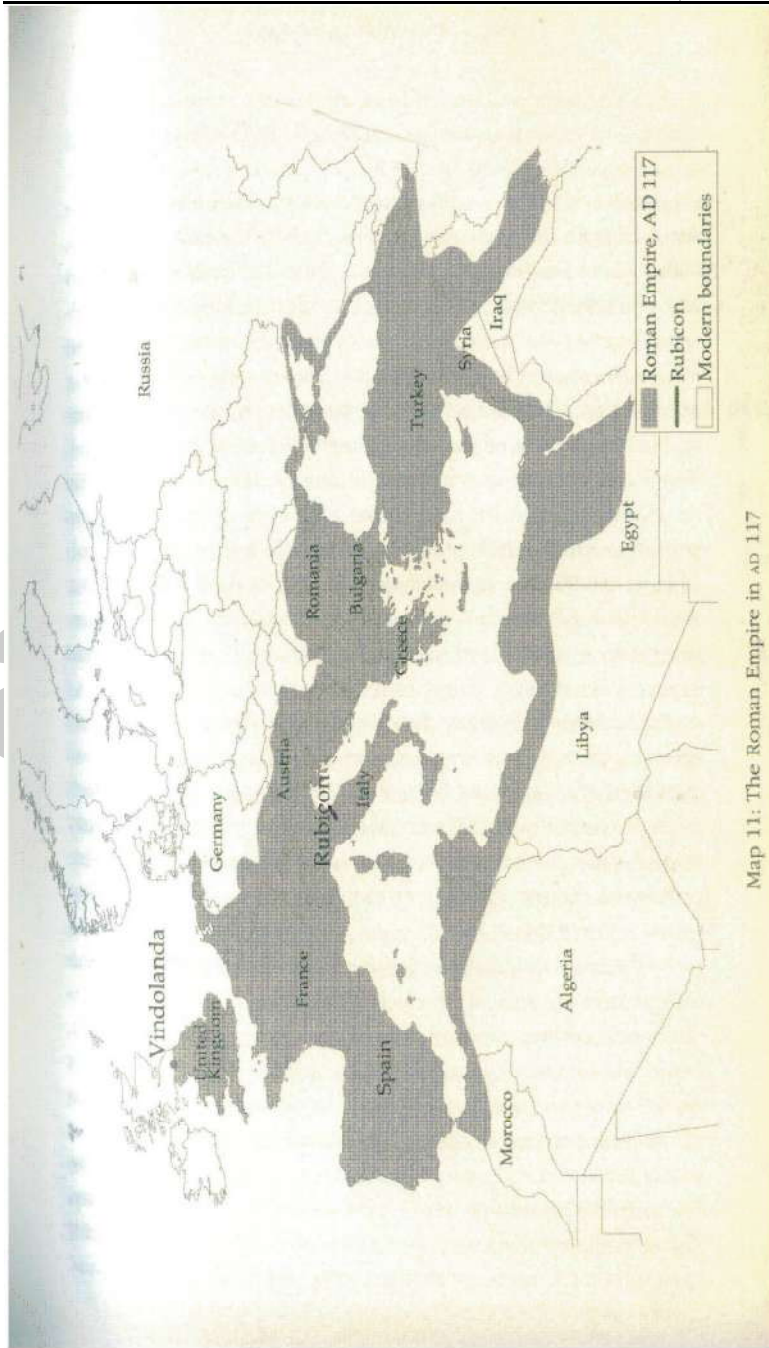 Russia
Vindolanda
United
Kingdom
Germany
Austria
France
Rubicon
Italy
Romania
Bulgaria
Greece
Turkey
Syria
Iraq
Spain
Morocco
Algeria
Libya
Egypt
Roman Empire, AD 117
Rubicon
Modern boundaries
Map 11: The Roman Empire in AD 117